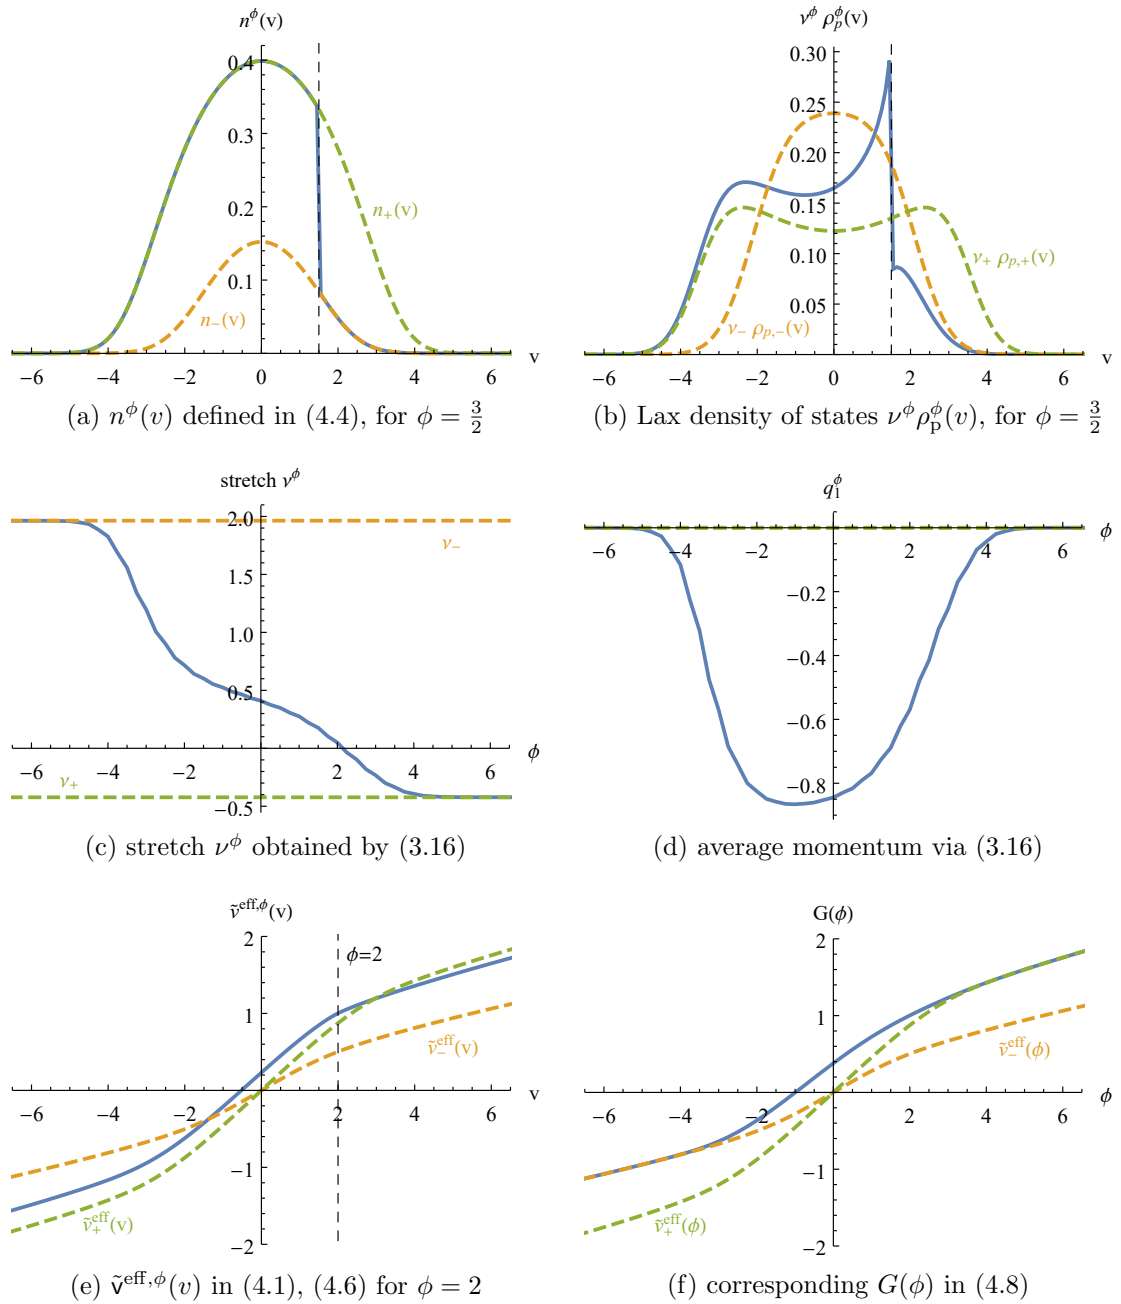 n^ϕ(v)
0.4
0.3
0.2
0.1
n₊(v)
n₋(v)
−6 −4 −2 0 2 4 6 v
(a) n^ϕ(v) defined in (4.4), for ϕ = 3/2
ν^ϕ ρ_p^ϕ(v)
0.30
0.25
0.20
0.15
0.10
0.05
ν₊ ρ_{p,+}(v)
ν₋ ρ_{p,−}(v)
−6 −4 −2 0 2 4 6 v
(b) Lax density of states ν^ϕρ_p^ϕ(v), for ϕ = 3/2
stretch ν^ϕ
2.0
ν₋
1.5
1.0
0.5
ϕ
−6 −4 −2 0 2 4 6
ν₊
−0.5
(c) stretch ν^ϕ obtained by (3.16)
q₁^ϕ
ϕ
−6 −4 −2 2 4 6
−0.2
−0.4
−0.6
−0.8
(d) average momentum via (3.16)
ṽ^{eff,ϕ}(v)
2
ϕ=2
1
ṽ₋^{eff}(v)
−6 −4 −2 0 2 4 6 v
−1
ṽ₊^{eff}(v)
−2
(e) ṽ^{eff,ϕ}(v) in (4.1), (4.6) for ϕ = 2
G(ϕ)
2
1
ṽ₋^{eff}(ϕ)
−6 −4 −2 0 2 4 6 ϕ
−1
ṽ₊^{eff}(ϕ)
−2
(f) corresponding G(ϕ) in (4.8)